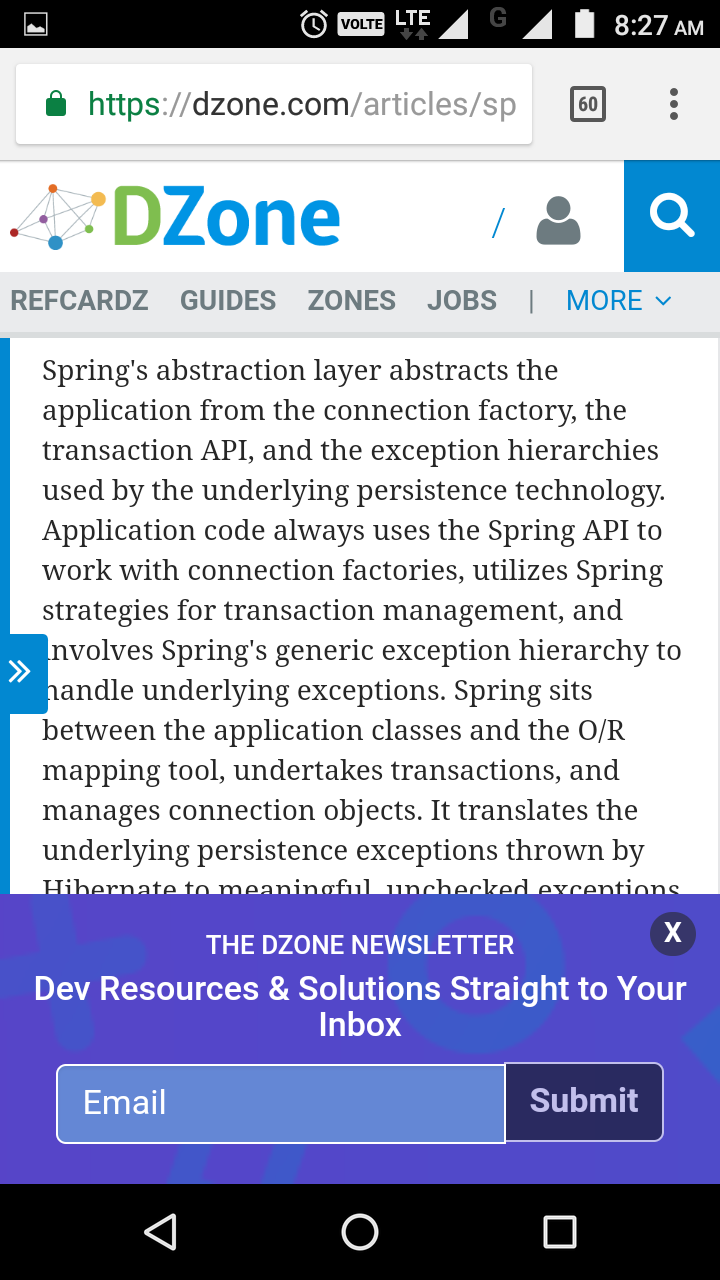 VOLTE LTE G 8:27 AM
https://dzone.com/articles/sp 60
DZone /
REFCARDZ GUIDES ZONES JOBS | MORE
Spring's abstraction layer abstracts the
application from the connection factory, the
transaction API, and the exception hierarchies
used by the underlying persistence technology.
Application code always uses the Spring API to
work with connection factories, utilizes Spring
strategies for transaction management, and
involves Spring's generic exception hierarchy to
handle underlying exceptions. Spring sits
between the application classes and the O/R
mapping tool, undertakes transactions, and
manages connection objects. It translates the
underlying persistence exceptions thrown by
Hibernate to meaningful, unchecked exceptions
X
THE DZONE NEWSLETTER
Dev Resources & Solutions Straight to Your
Inbox
Email Submit